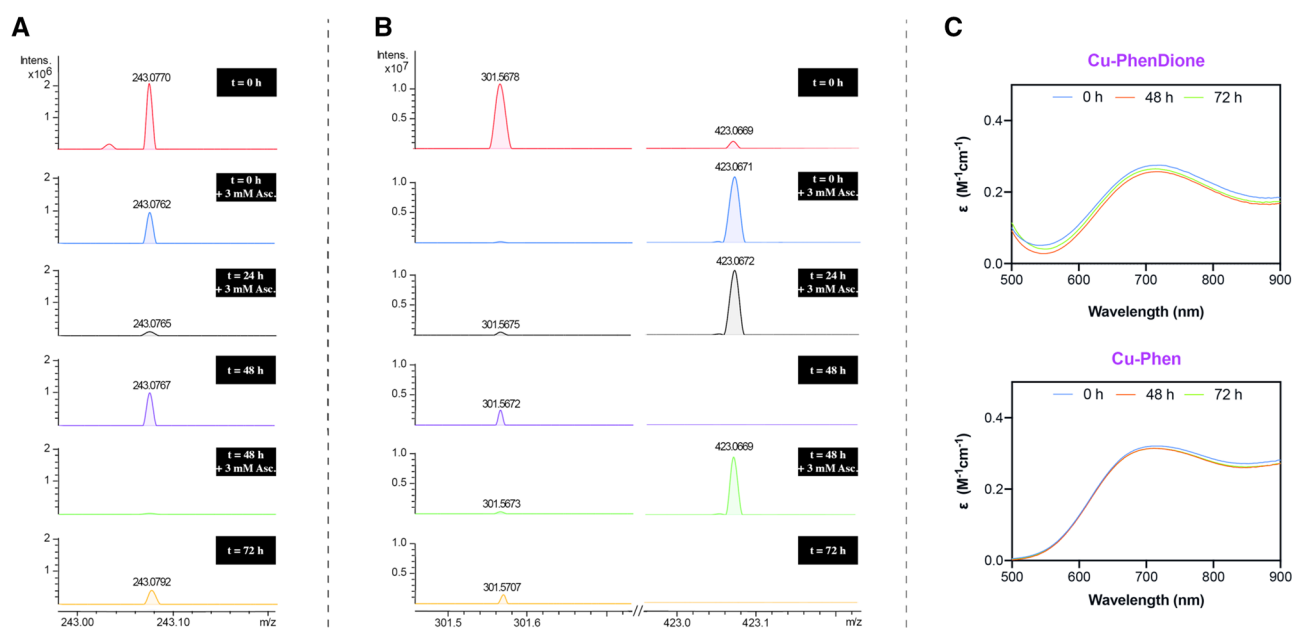 A
Intens.
x10⁶
2
1
243.0770
t = 0 h
2
1
243.0762
t = 0 h
+ 3 mM Asc.
2
1
243.0765
t = 24 h
+ 3 mM Asc.
2
1
243.0767
t = 48 h
2
1
t = 48 h
+ 3 mM Asc.
2
1
243.0792
t = 72 h
243.00 243.10 m/z
B
Intens.
x10⁷
1.0
0.5
301.5678
423.0669
t = 0 h
1.0
0.5
423.0671
t = 0 h
+ 3 mM Asc.
1.0
0.5
301.5675
423.0672
t = 24 h
+ 3 mM Asc.
1.0
0.5
301.5672
t = 48 h
1.0
0.5
301.5673
423.0669
t = 48 h
+ 3 mM Asc.
1.0
0.5
301.5707
t = 72 h
301.5 301.6 // 423.0 423.1 m/z
C
Cu-PhenDione
0 h 48 h 72 h
0.4
0.2
0.0
ε (M⁻¹cm⁻¹)
500 600 700 800 900
Wavelength (nm)
Cu-Phen
0 h 48 h 72 h
0.4
0.2
0.0
ε (M⁻¹cm⁻¹)
500 600 700 800 900
Wavelength (nm)